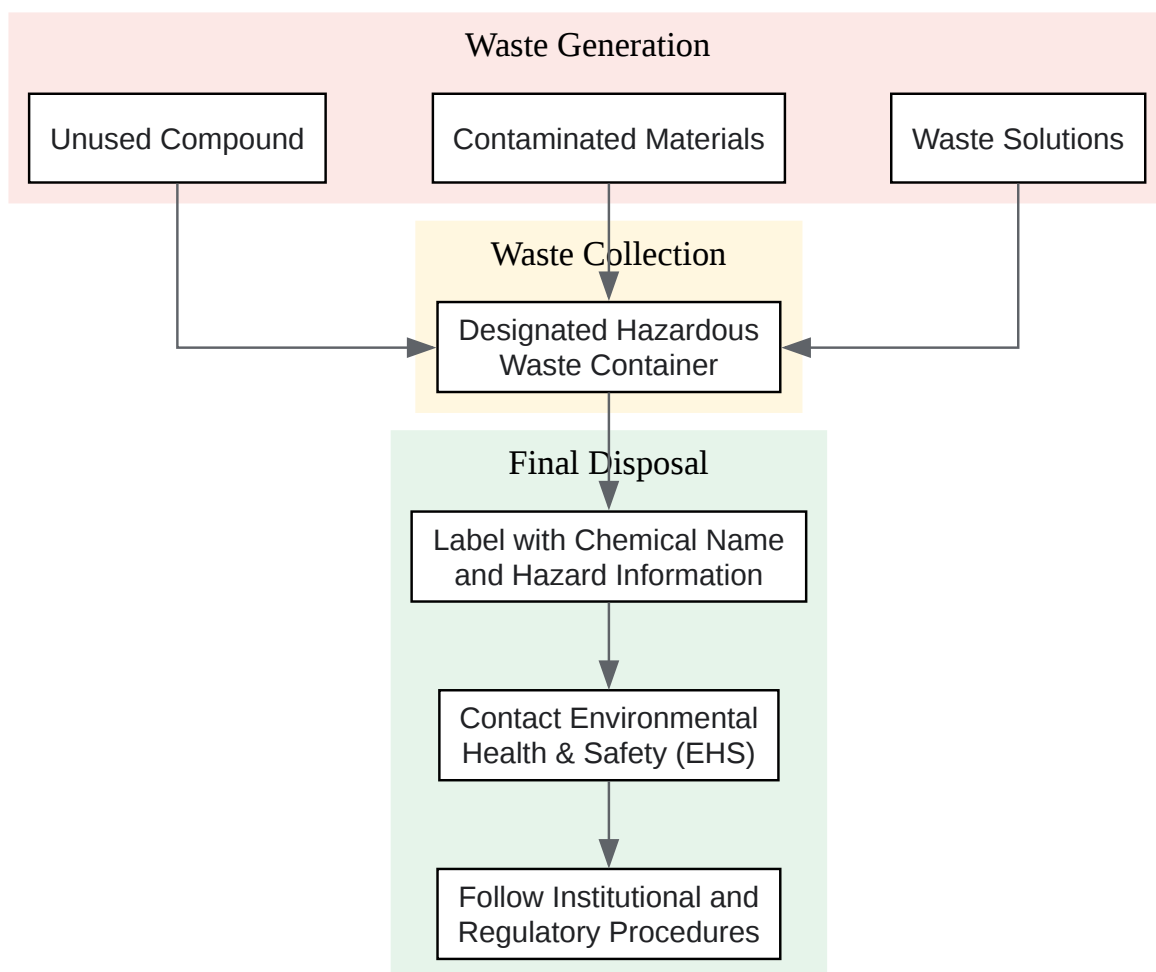 Waste Generation
Unused Compound
Contaminated Materials
Waste Solutions
Waste Collection
Designated Hazardous
Waste Container
Final Disposal
Label with Chemical Name
and Hazard Information
Contact Environmental
Health & Safety (EHS)
Follow Institutional and
Regulatory Procedures